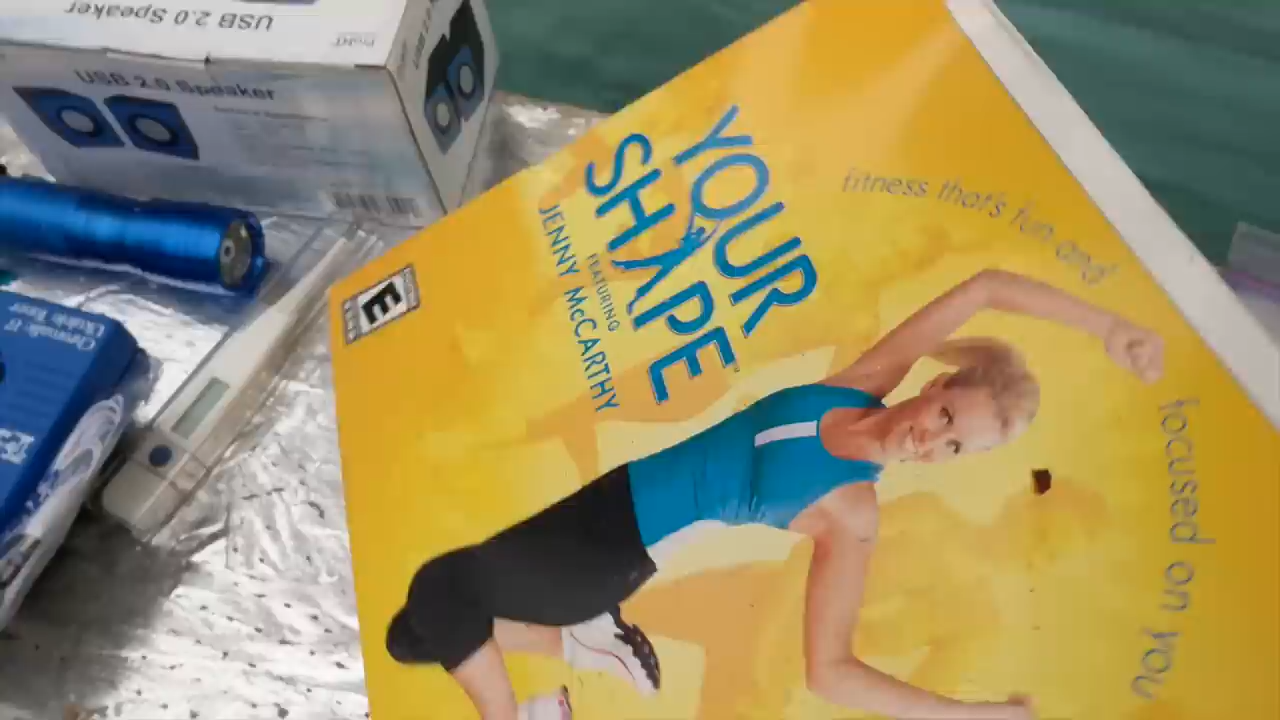 USB 2.0 Speaker
USB 2.0 Speaker
YOUR
SHAPE
FEATURING
JENNY McCARTHY
fitness that's fun and
focused on you
E